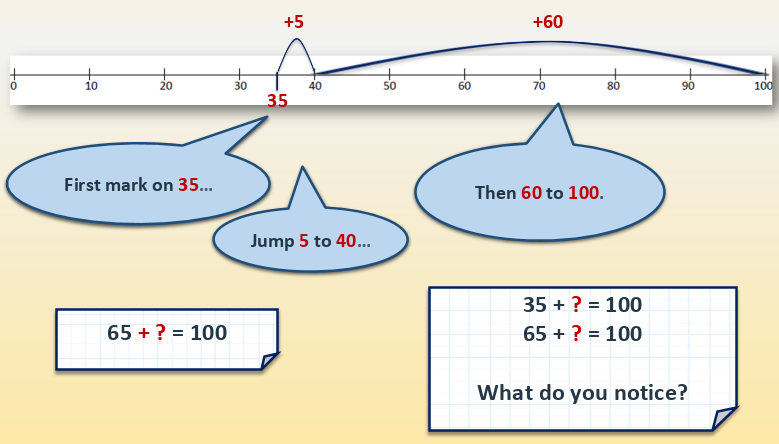 +5
+60
0 10 20 30 40 50 60 70 80 90 100
35
First mark on 35...
Then 60 to 100.
Jump 5 to 40...
65 + ? = 100
35 + ? = 100
65 + ? = 100
What do you notice?